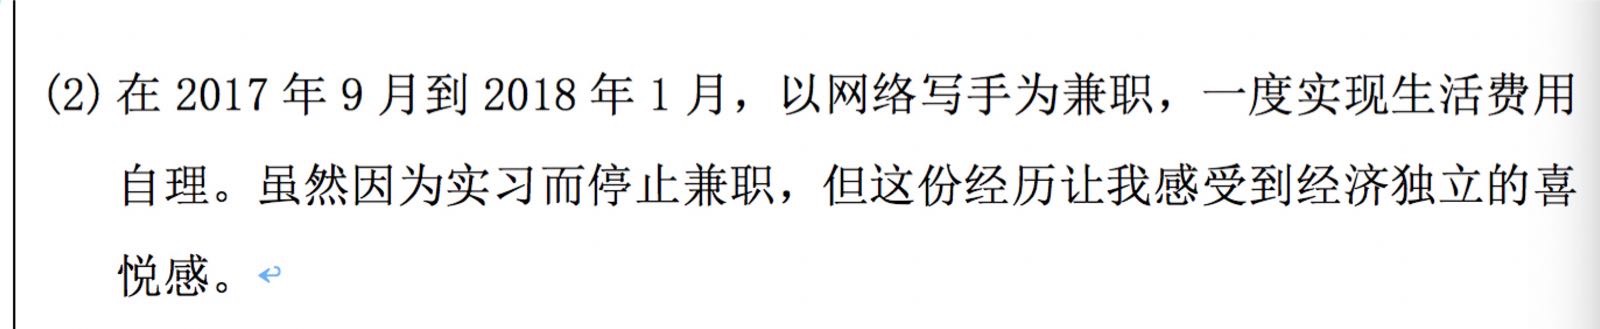 (2) 在 2017 年 9 月到 2018 年 1 月，以网络写手为兼职，一度实现生活费用
自理。虽然因为实习而停止兼职，但这份经历让我感受到经济独立的喜
悦感。